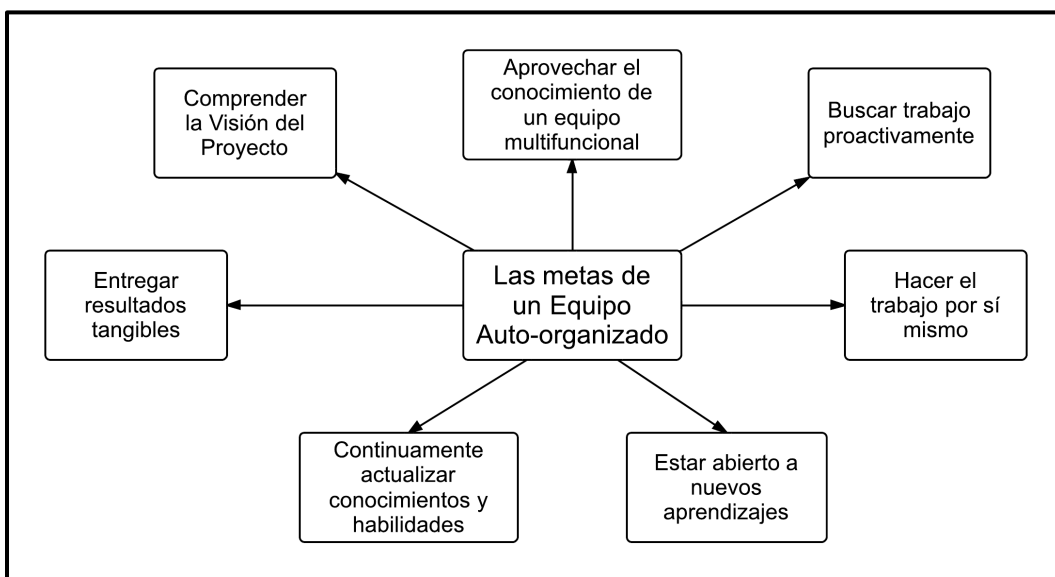 Comprender
la Visión del
Proyecto
Aprovechar el
conocimiento de
un equipo
multifuncional
Buscar trabajo
proactivamente
Entregar
resultados
tangibles
Las metas de
un Equipo
Auto-organizado
Hacer el
trabajo por sí
mismo
Continuamente
actualizar
conocimientos y
habilidades
Estar abierto a
nuevos
aprendizajes